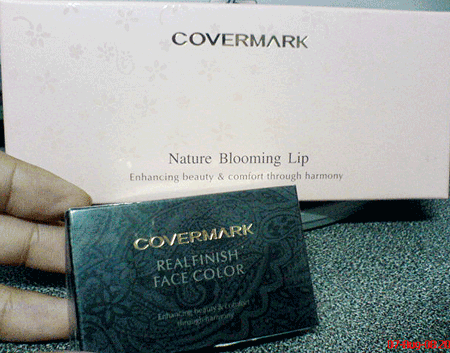 COVERMARK
Nature Blooming Lip
Enhancing beauty & comfort through harmony
COVERMARK
REALFINISH
FACE COLOR
Enhancing beauty & comfort
through harmony